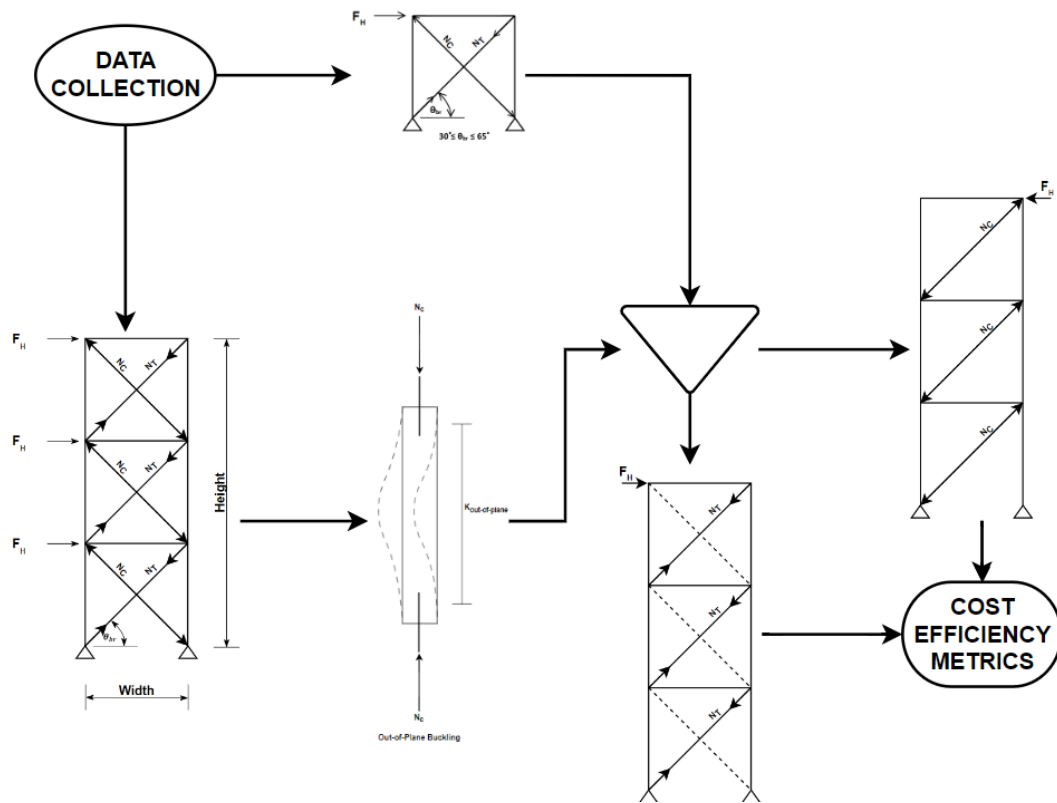 DATA
COLLECTION
F_H
N_C
N_T
θ_br
30°≤ θ_br ≤ 65°
F_H
N_C
N_C
N_C
F_H
N_C
N_T
F_H
N_C
N_T
F_H
N_C
N_T
θ_br
Height
Width
N_c
K_out-of-plane
N_c
Out-of-Plane Buckling
F_H
N_T
N_T
N_T
COST
EFFICIENCY
METRICS